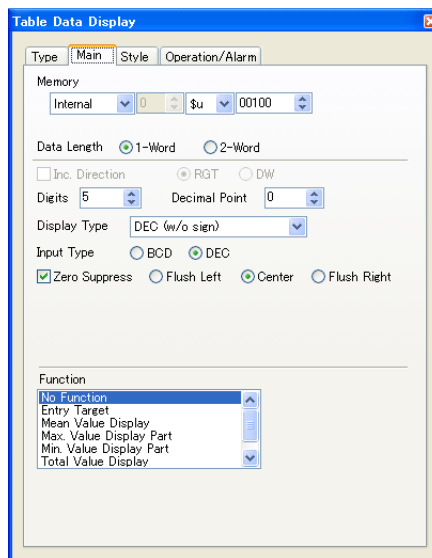 Table Data Display
Type Main Style Operation/Alarm
Memory
Internal 0 $u 00100
Data Length 1-Word 2-Word
Inc. Direction RGT DW
Digits 5 Decimal Point 0
Display Type DEC (w/o sign)
Input Type BCD DEC
Zero Suppress Flush Left Center Flush Right
Function
No Function
Entry Target
Mean Value Display
Max. Value Display Part
Min. Value Display Part
Total Value Display